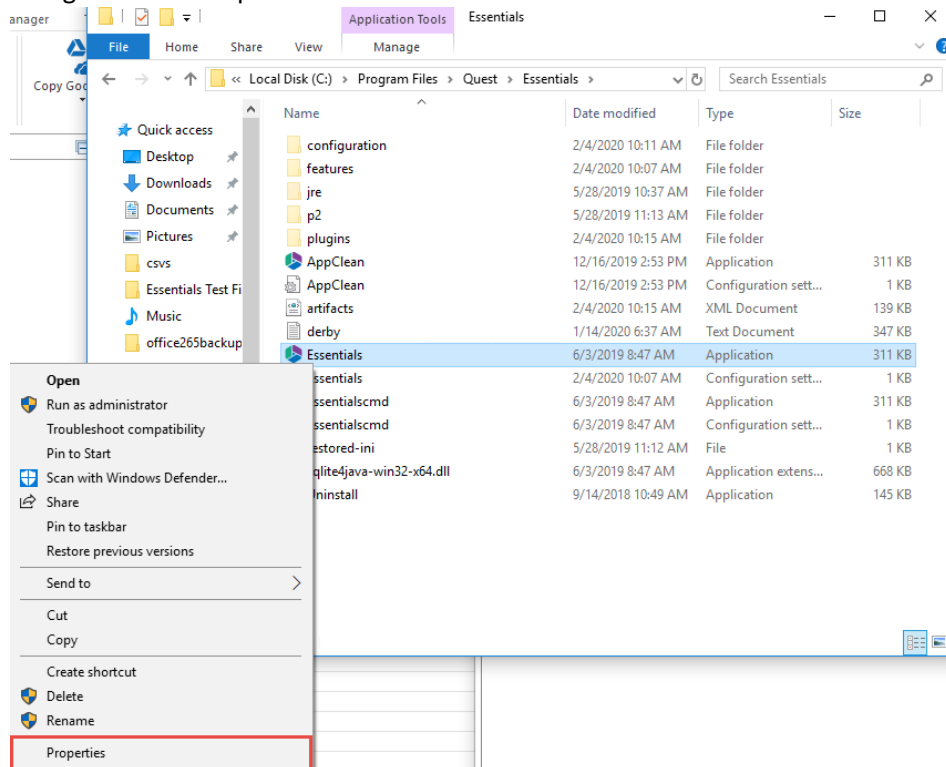 anager
Copy Goo
Application Tools Essentials
File Home Share View Manage
« Local Disk (C:) › Program Files › Quest › Essentials ›
Search Essentials
Quick access
Desktop
Downloads
Documents
Pictures
csvs
Essentials Test Fi
Music
office265backup
Name Date modified Type Size
configuration 2/4/2020 10:11 AM File folder
features 2/4/2020 10:07 AM File folder
jre 5/28/2019 10:37 AM File folder
p2 5/28/2019 11:13 AM File folder
plugins 2/4/2020 10:15 AM File folder
AppClean 12/16/2019 2:53 PM Application 311 KB
AppClean 12/16/2019 2:53 PM Configuration sett... 1 KB
artifacts 2/4/2020 10:15 AM XML Document 139 KB
derby 1/14/2020 6:37 AM Text Document 347 KB
Essentials 6/3/2019 8:47 AM Application 311 KB
ssentials 2/4/2020 10:07 AM Configuration sett... 1 KB
ssentialscmd 6/3/2019 8:47 AM Application 311 KB
ssentialscmd 6/3/2019 8:47 AM Configuration sett... 1 KB
estored-ini 5/28/2019 11:12 AM File 1 KB
qlite4java-win32-x64.dll 6/3/2019 8:47 AM Application extens... 668 KB
Uninstall 9/14/2018 10:49 AM Application 145 KB
Open
Run as administrator
Troubleshoot compatibility
Pin to Start
Scan with Windows Defender...
Share
Pin to taskbar
Restore previous versions
Send to
Cut
Copy
Create shortcut
Delete
Rename
Properties